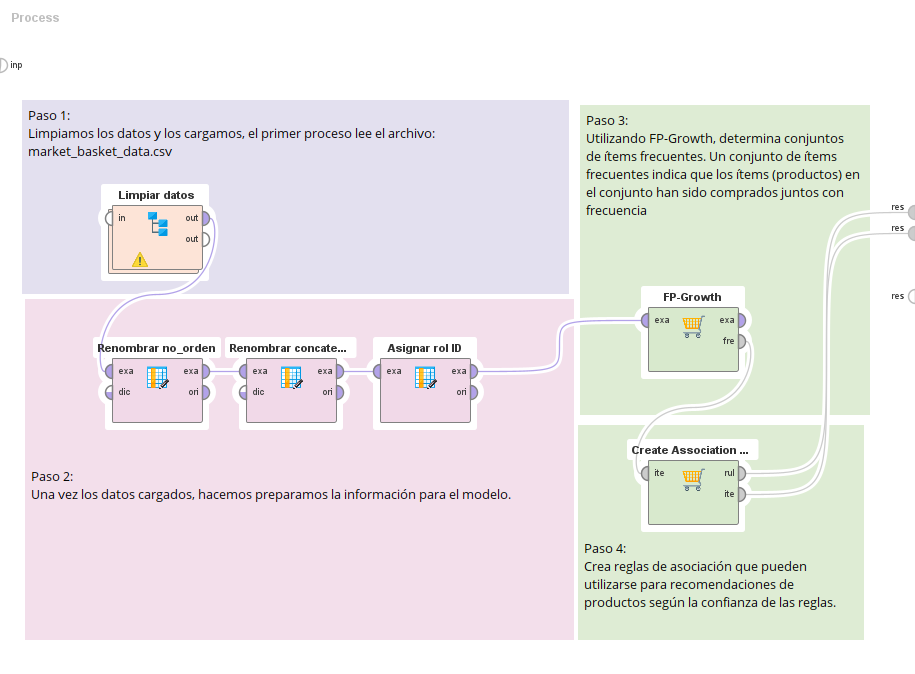 Process
inp
Paso 1:
Limpiamos los datos y los cargamos, el primer proceso lee el archivo:
market_basket_data.csv
Limpiar datos
in out
out
Renombrar no_orden
exa exa
dic ori
Renombrar concate...
exa exa
dic ori
Asignar rol ID
exa exa
ori
Paso 2:
Una vez los datos cargados, hacemos preparamos la información para el modelo.
Paso 3:
Utilizando FP-Growth, determina conjuntos
de ítems frecuentes. Un conjunto de ítems
frecuentes indica que los ítems (productos) en
el conjunto han sido comprados juntos con
frecuencia
FP-Growth
exa exa
fre
Create Association ...
ite rul
ite
Paso 4:
Crea reglas de asociación que pueden
utilizarse para recomendaciones de
productos según la confianza de las reglas.
res
res
res